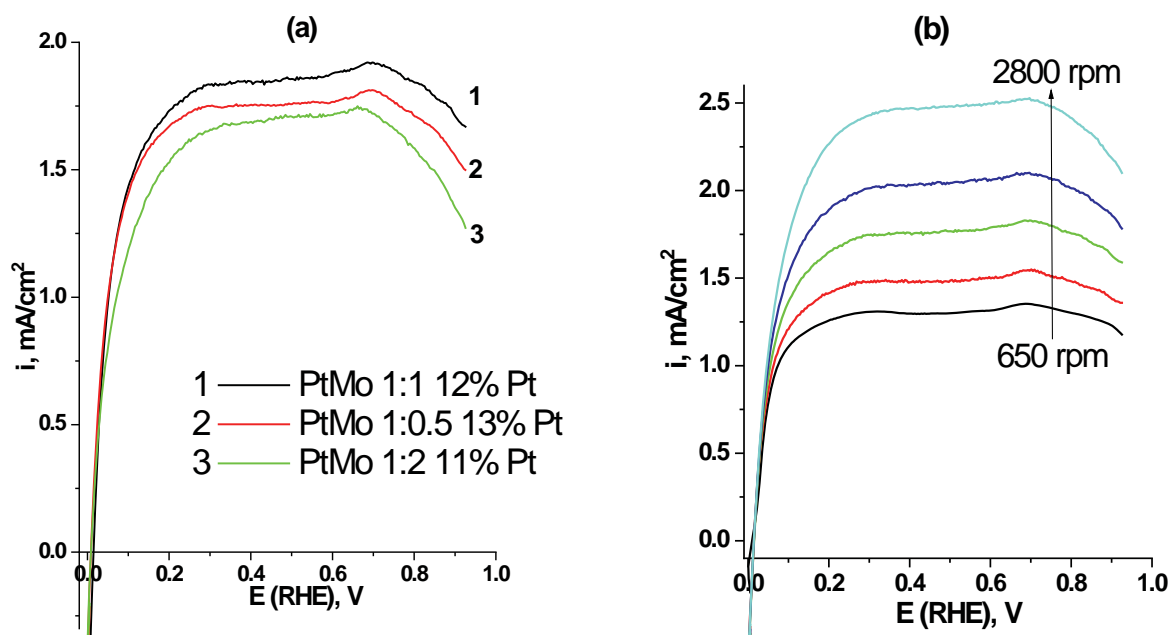 (a)
2.0
1.5
1.0
0.5
0.0
i, mA/cm²
1
2
3
1 PtMo 1:1 12% Pt
2 PtMo 1:0.5 13% Pt
3 PtMo 1:2 11% Pt
0.0 0.2 0.4 0.6 0.8 1.0
E (RHE), V
(b)
2800 rpm
2.5
2.0
1.5
1.0
0.5
0.0
i, mA/cm²
650 rpm
0.0 0.2 0.4 0.6 0.8 1.0
E (RHE), V